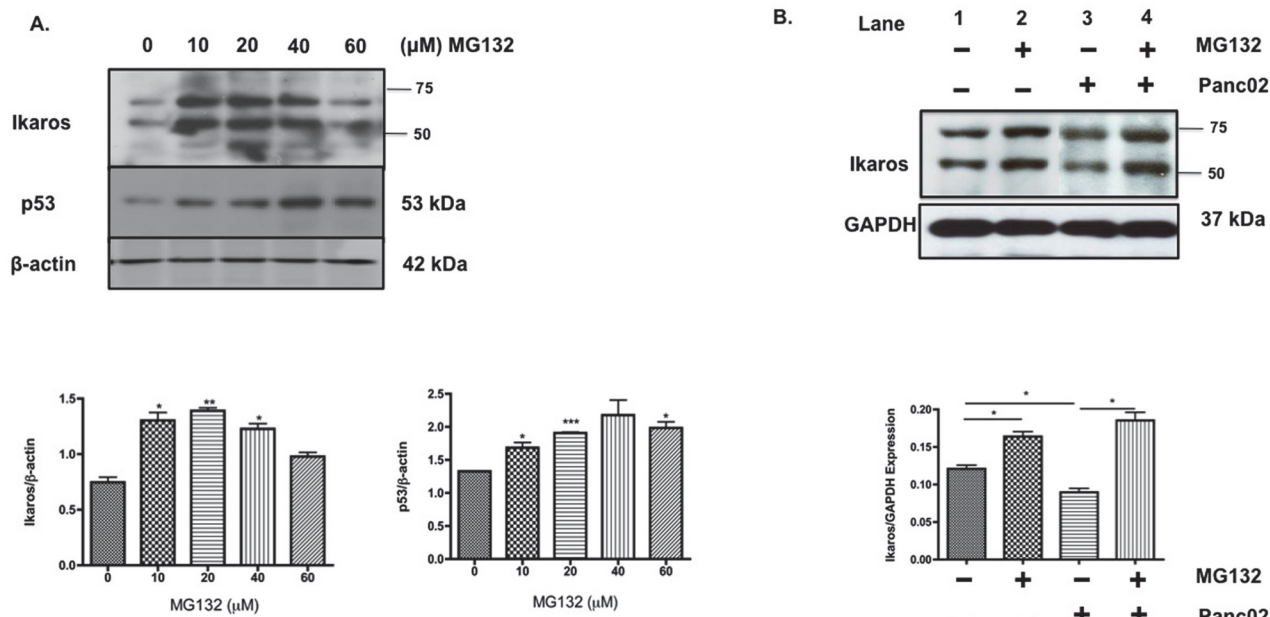 A.
0 10 20 40 60 (μM) MG132
Ikaros
75
50
p53
53 kDa
β-actin
42 kDa
B.
Lane 1 2 3 4
− + − + MG132
− − + + Panc02
Ikaros
75
50
GAPDH
37 kDa
Ikaros/β-actin
1.5
1.0
0.5
0.0
* ** *
0 10 20 40 60
MG132 (μM)
p53/β-actin
2.5
2.0
1.5
1.0
0.5
0.0
* *** *
0 10 20 40 60
MG132 (μM)
Ikaros/GAPDH Expression
0.20
0.15
0.10
0.05
0.00
*
* *
− + − + MG132
+ + Panc02